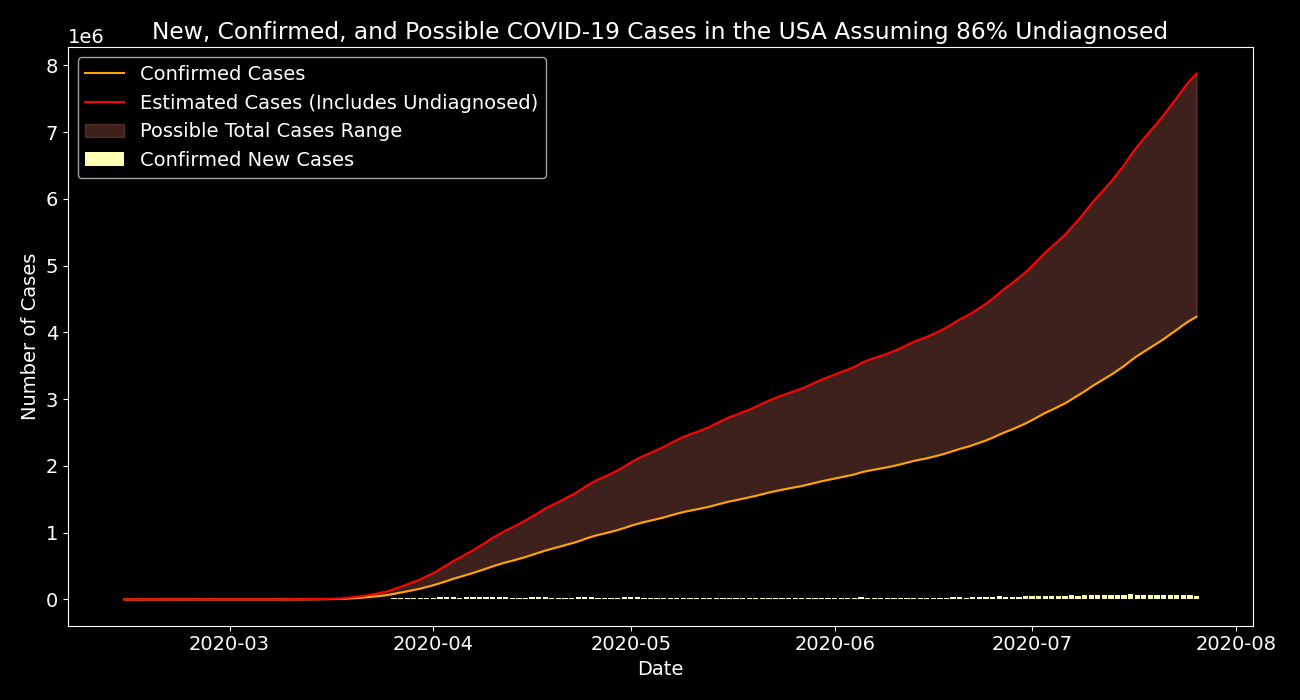 New, Confirmed, and Possible COVID-19 Cases in the USA Assuming 86% Undiagnosed
1e6
Confirmed Cases
Estimated Cases (Includes Undiagnosed)
Possible Total Cases Range
Confirmed New Cases
8
7
6
5
4
3
2
1
0
Number of Cases
2020-03 2020-04 2020-05 2020-06 2020-07 2020-08
Date